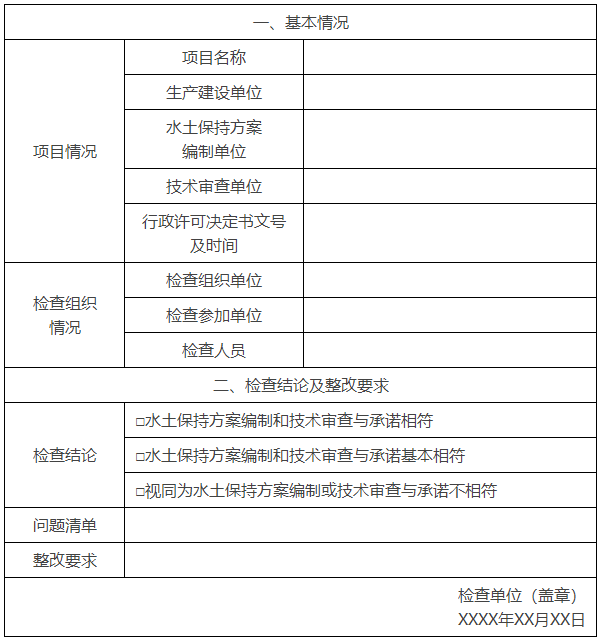 一、基本情况
项目情况
项目名称
生产建设单位
水土保持方案
编制单位
技术审查单位
行政许可决定书文号
及时间
检查组织
情况
检查组织单位
检查参加单位
检查人员
二、检查结论及整改要求
检查结论
□水土保持方案编制和技术审查与承诺相符
□水土保持方案编制和技术审查与承诺基本相符
□视同为水土保持方案编制或技术审查与承诺不相符
问题清单
整改要求
检查单位（盖章）
XXXX年XX月XX日